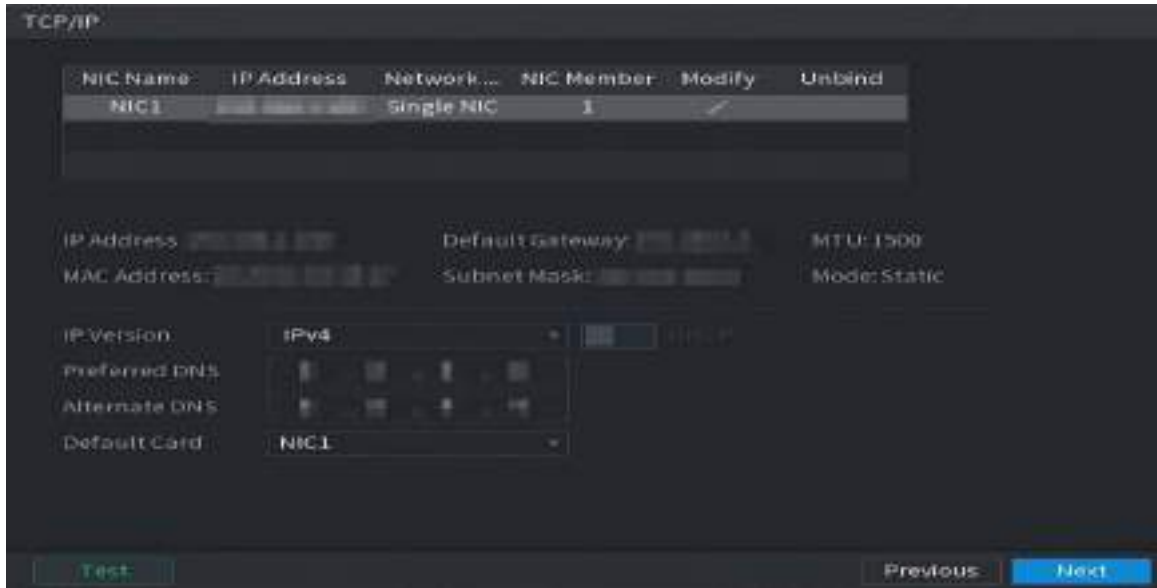 TCP/IP
NIC Name IP Address Network... NIC Member Modify Unbind
NIC1 Single NIC 1
IP Address Default Gateway: MTU: 1500
MAC Address: Subnet Mask: Mode: Static
IP Version IPv4
Preferred DNS
Alternate DNS
Default Card NIC1
Test Previous Next